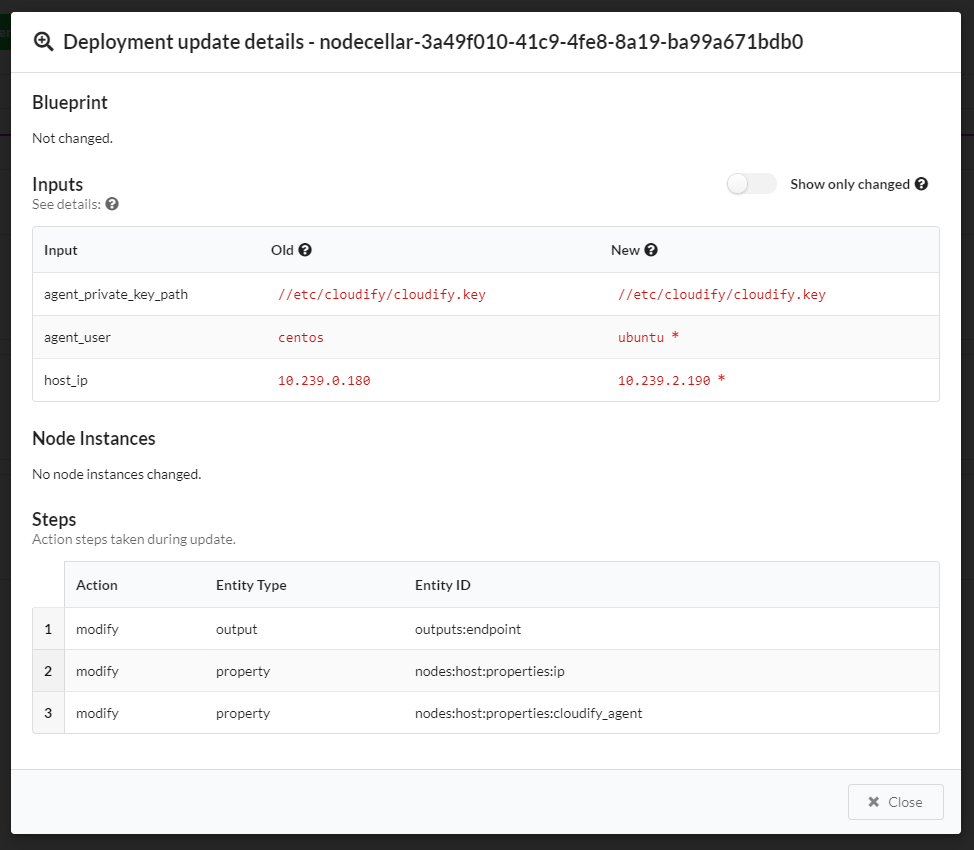 Deployment update details - nodecellar-3a49f010-41c9-4fe8-8a19-ba99a671bdb0
Blueprint
Not changed.
Inputs
Show only changed
See details:
Input Old New
agent_private_key_path //etc/cloudify/cloudify.key //etc/cloudify/cloudify.key
agent_user centos ubuntu *
host_ip 10.239.0.180 10.239.2.190 *
Node Instances
No node instances changed.
Steps
Action steps taken during update.
Action Entity Type Entity ID
1 modify output outputs:endpoint
2 modify property nodes:host:properties:ip
3 modify property nodes:host:properties:cloudify_agent
Close